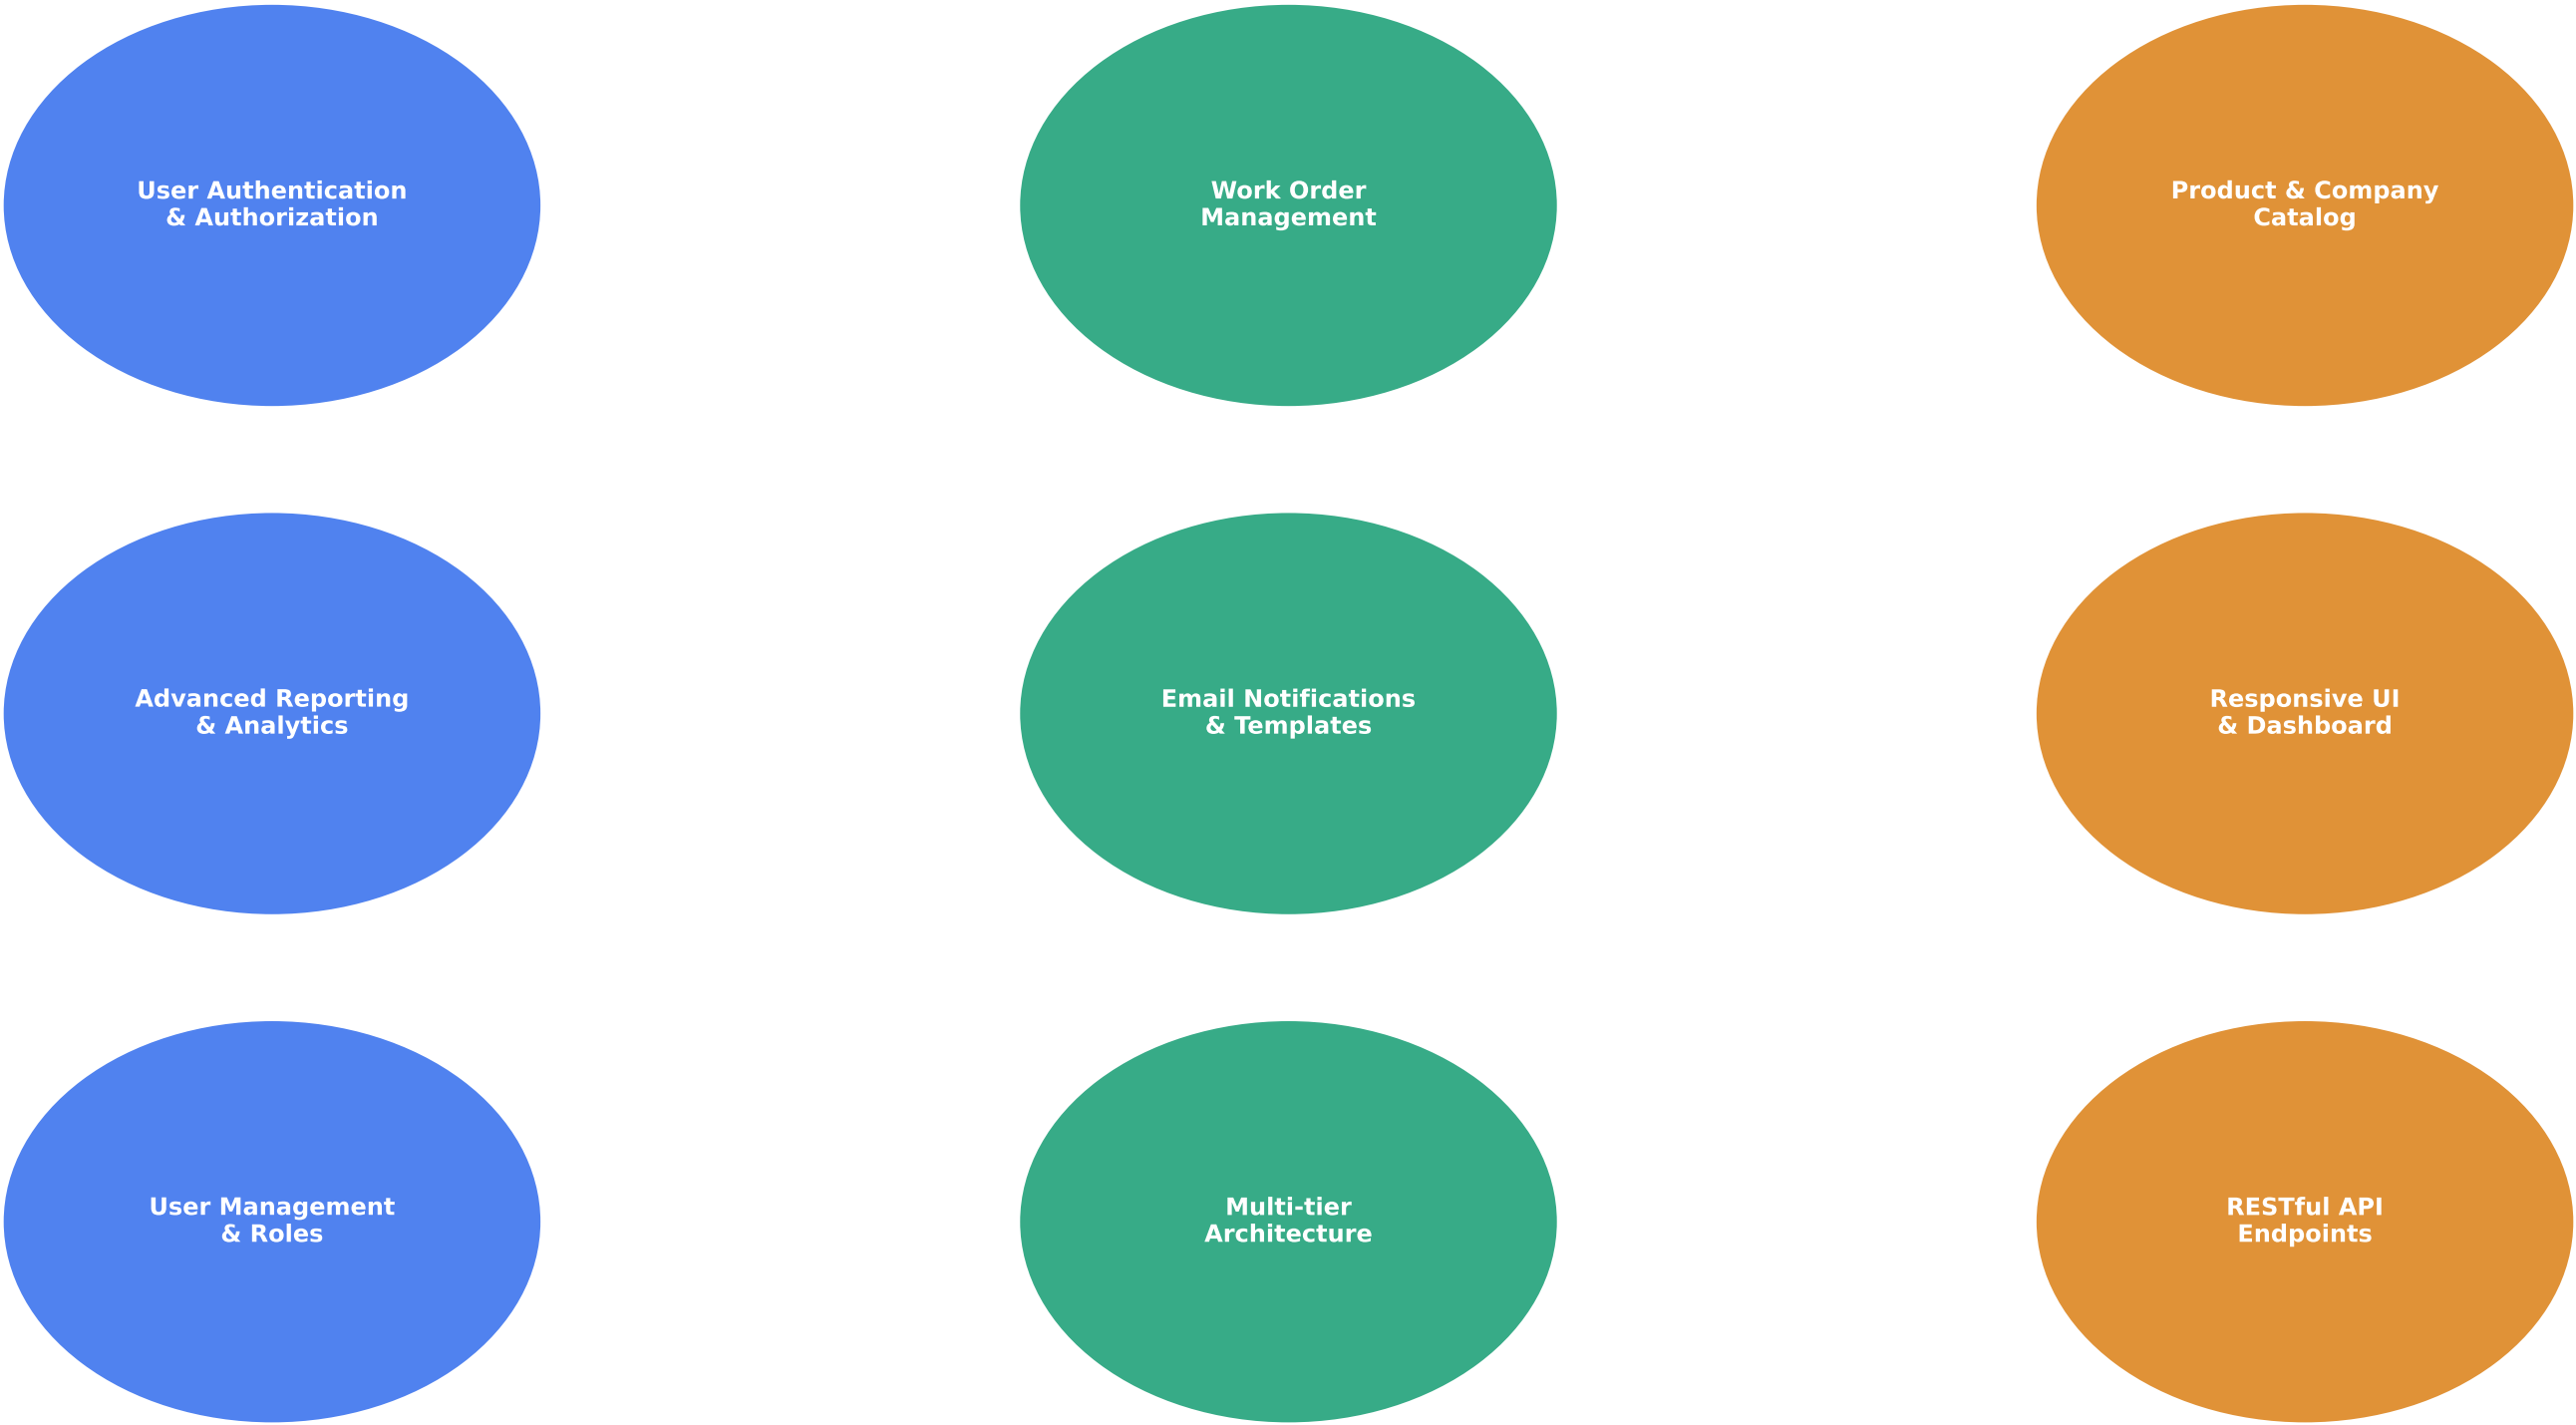 User Authentication
& Authorization
Work Order
Management
Product & Company
Catalog
Advanced Reporting
& Analytics
Email Notifications
& Templates
Responsive UI
& Dashboard
User Management
& Roles
Multi-tier
Architecture
RESTful API
Endpoints